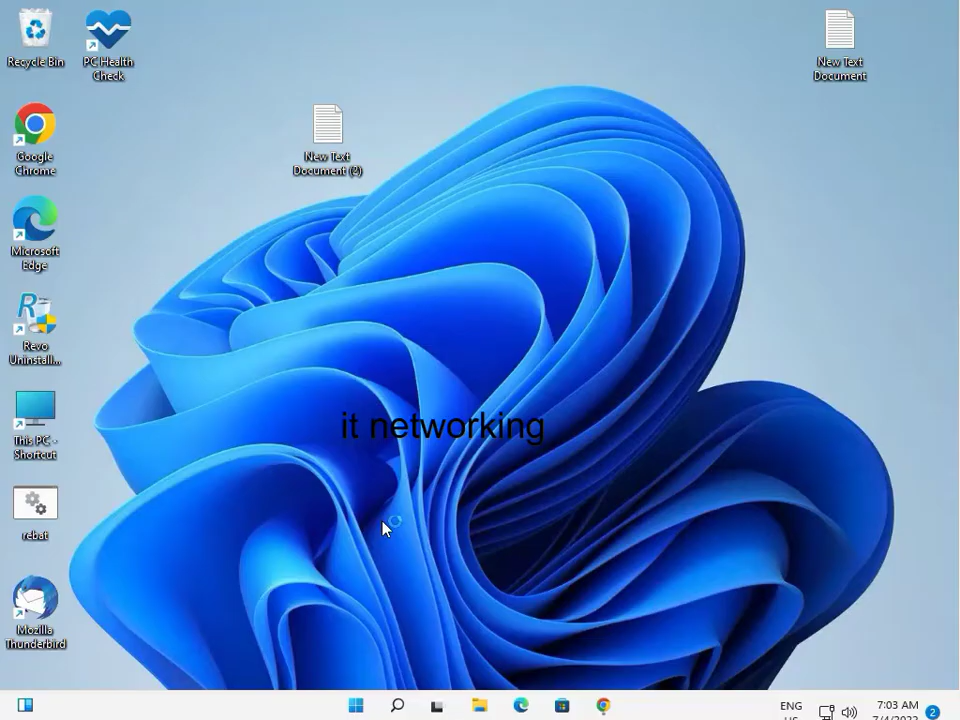 Recycle Bin
PC Health
Check
New Text
Document
Google
Chrome
New Text
Document (2)
Microsoft
Edge
Revo
Uninstall...
This PC -
Shortcut
it networking
rebat
Mozilla
Thunderbird
ENG
7:03 AM
2